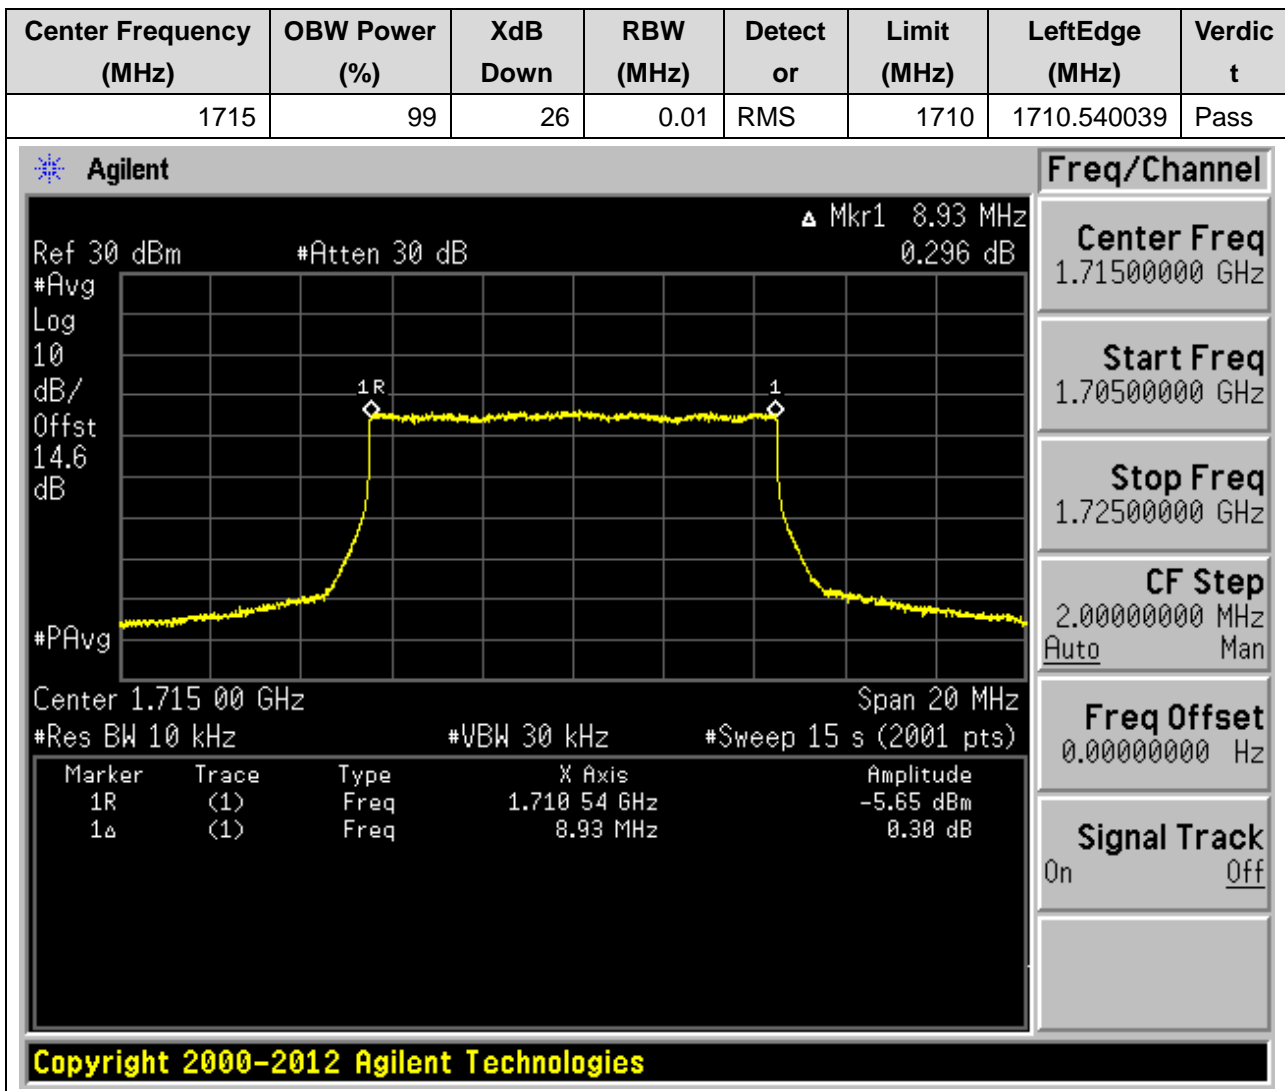 Center Frequency OBW Power XdB RBW Detect Limit LeftEdge Verdic
(MHz) (%) Down (MHz) or (MHz) (MHz) t
1715 99 26 0.01 RMS 1710 1710.540039 Pass
Agilent Freq/Channel
Δ Mkr1 8.93 MHz
Ref 30 dBm #Atten 30 dB 0.296 dB
#Avg
Log
10
dB/
Offst
14.6
dB
#PAvg
1R 1
Center 1.715 00 GHz Span 20 MHz
#Res BW 10 kHz #VBW 30 kHz #Sweep 15 s (2001 pts)
Marker Trace Type X Axis Amplitude
1R (1) Freq 1.710 54 GHz -5.65 dBm
1Δ (1) Freq 8.93 MHz 0.30 dB
Center Freq
1.71500000 GHz
Start Freq
1.70500000 GHz
Stop Freq
1.72500000 GHz
CF Step
2.00000000 MHz
Auto Man
Freq Offset
0.00000000 Hz
Signal Track
On Off
Copyright 2000-2012 Agilent Technologies